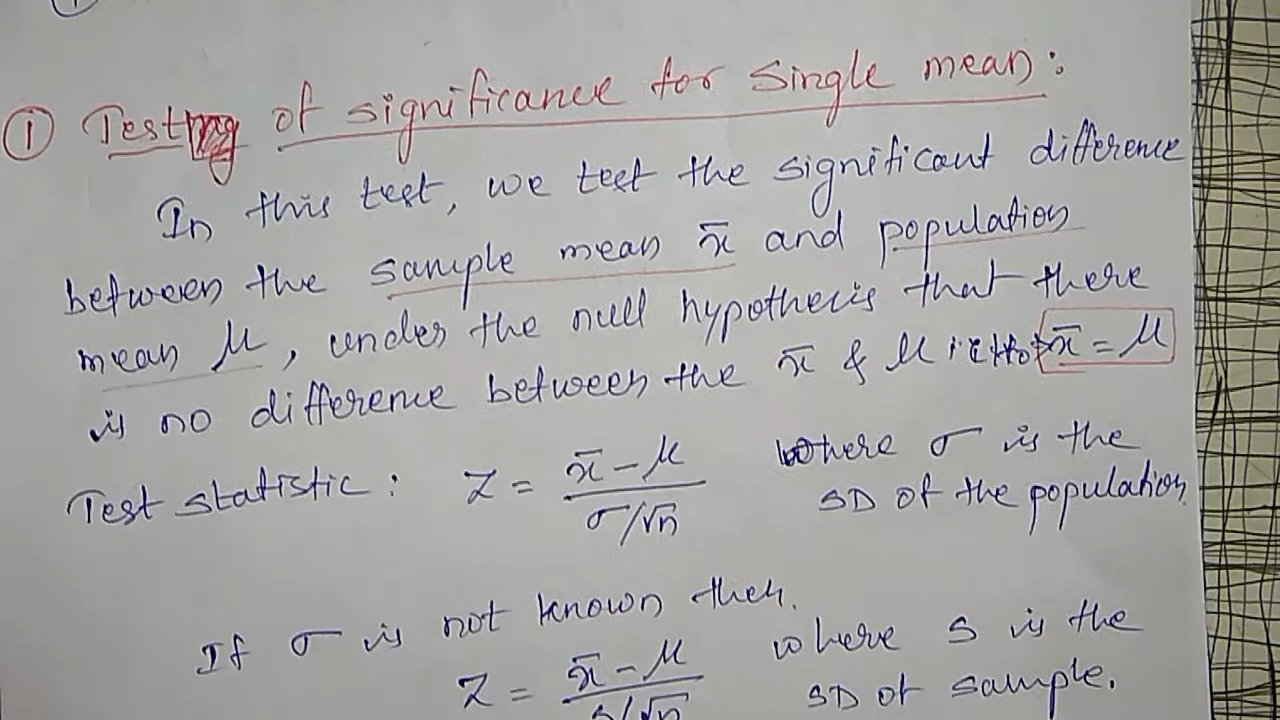 ① Testing of significance for single mean:
In this test, we test the significant difference
between the sample mean x̄ and population
mean μ, under the null hypothesis that there
is no difference between the x̄ & μ i.e x̄ = μ
Test statistic: Z = (x̄ - μ) / (σ/√n) where σ is the
SD of the population
If σ is not known then.
Z = (x̄ - μ) / (s/√n) where s is the
SD of sample.